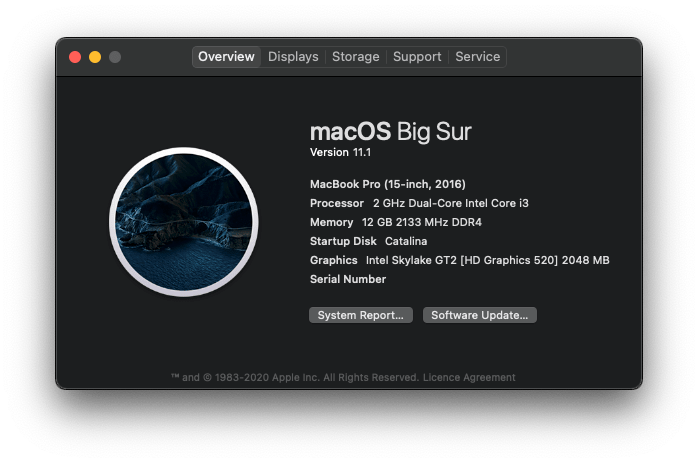 Overview Displays Storage Support Service
macOS Big Sur
Version 11.1
MacBook Pro (15-inch, 2016)
Processor 2 GHz Dual-Core Intel Core i3
Memory 12 GB 2133 MHz DDR4
Startup Disk Catalina
Graphics Intel Skylake GT2 [HD Graphics 520] 2048 MB
Serial Number
System Report... Software Update...
™ and © 1983-2020 Apple Inc. All Rights Reserved. Licence Agreement